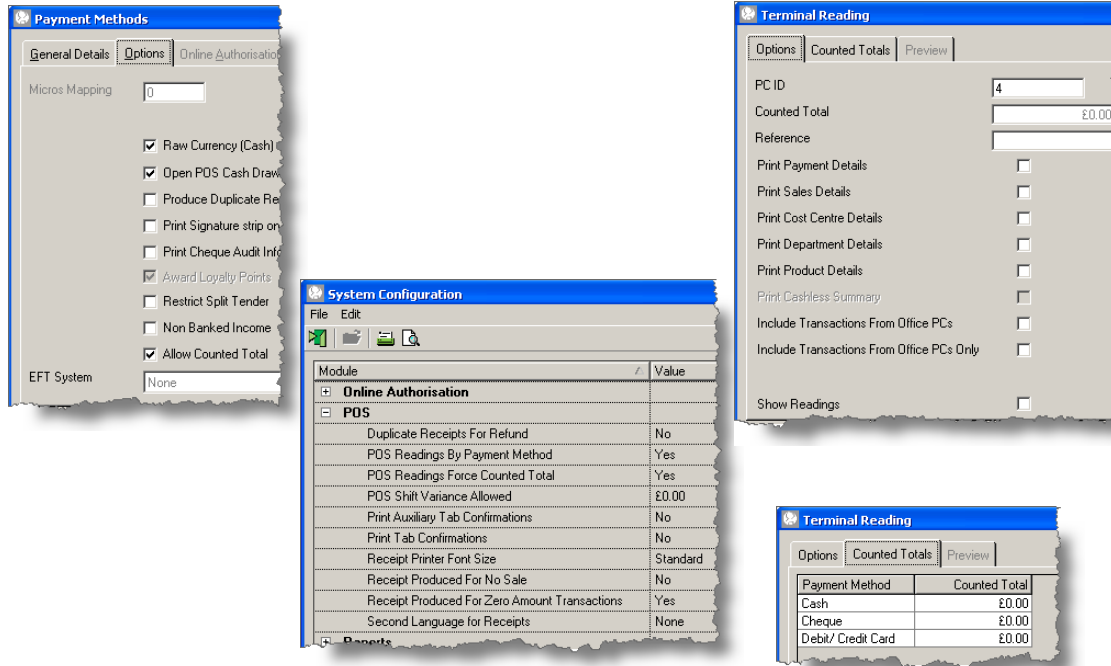 Payment Methods
General Details Options Online Authorisation
Micros Mapping 0
Raw Currency (Cash)
Open POS Cash Draw
Produce Duplicate Re
Print Signature strip on
Print Cheque Audit Info
Award Loyalty Points
Restrict Split Tender
Non Banked Income
Allow Counted Total
EFT System None
System Configuration
File Edit
Module Value
Online Authorisation
POS
Duplicate Receipts For Refund No
POS Readings By Payment Method Yes
POS Readings Force Counted Total Yes
POS Shift Variance Allowed £0.00
Print Auxiliary Tab Confirmations No
Print Tab Confirmations No
Receipt Printer Font Size Standard
Receipt Produced For No Sale No
Receipt Produced For Zero Amount Transactions Yes
Second Language for Receipts None
Reports
Terminal Reading
Options Counted Totals Preview
PC ID 4
Counted Total £0.00
Reference
Print Payment Details
Print Sales Details
Print Cost Centre Details
Print Department Details
Print Product Details
Print Cashless Summary
Include Transactions From Office PCs
Include Transactions From Office PCs Only
Show Readings
Terminal Reading
Options Counted Totals Preview
Payment Method Counted Total
Cash £0.00
Cheque £0.00
Debit/ Credit Card £0.00